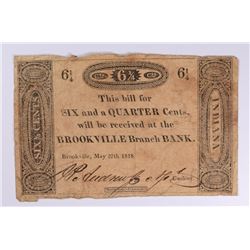 6¼ 6¼ 6¼
This bill for
SIX and a QUARTER Cents,
will be received at the
BROOKVILLE Branch BANK.
Brookville, May 27th. 1818.
SIX CENTS
INDIANA